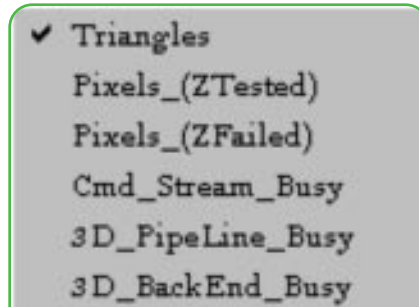 Triangles
Pixels_(ZTested)
Pixels_(ZFailed)
Cmd_Stream_Busy
3D_PipeLine_Busy
3D_BackEnd_Busy